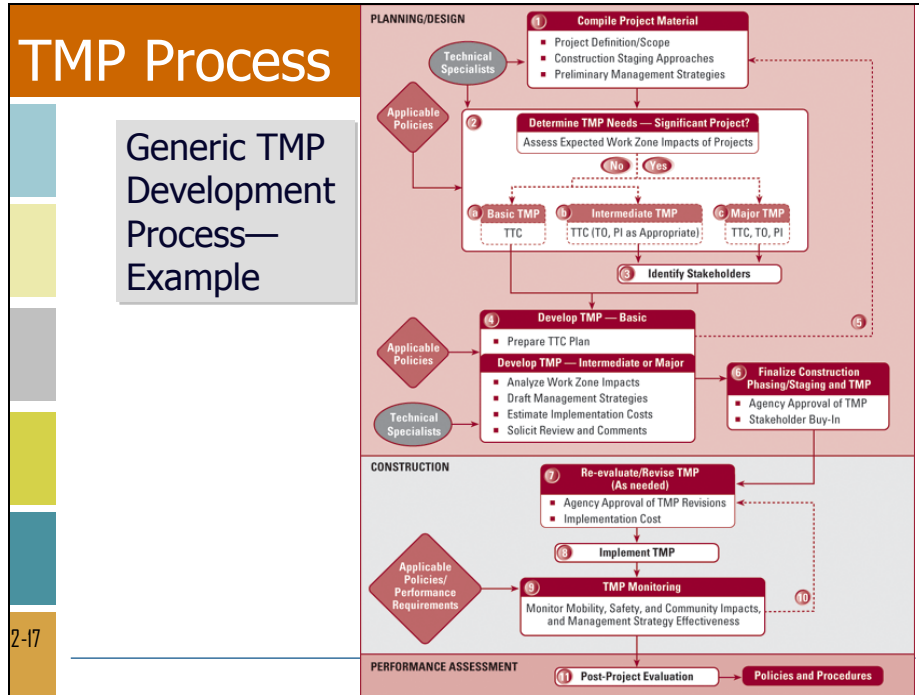 TMP Process
Generic TMP
Development
Process—
Example
2-17
PLANNING/DESIGN
1 Compile Project Material
▪ Project Definition/Scope
▪ Construction Staging Approaches
▪ Preliminary Management Strategies
Technical
Specialists
Applicable
Policies
2
Determine TMP Needs — Significant Project?
Assess Expected Work Zone Impacts of Projects
No Yes
a Basic TMP
TTC
b Intermediate TMP
TTC (TO, PI as Appropriate)
c Major TMP
TTC, TO, PI
3 Identify Stakeholders
4 Develop TMP — Basic
▪ Prepare TTC Plan
Develop TMP — Intermediate or Major
▪ Analyze Work Zone Impacts
▪ Draft Management Strategies
▪ Estimate Implementation Costs
▪ Solicit Review and Comments
Applicable
Policies
Technical
Specialists
5
6 Finalize Construction
Phasing/Staging and TMP
▪ Agency Approval of TMP
▪ Stakeholder Buy-In
CONSTRUCTION
7 Re-evaluate/Revise TMP
(As needed)
▪ Agency Approval of TMP Revisions
▪ Implementation Cost
8 Implement TMP
Applicable
Policies/
Performance
Requirements
9 TMP Monitoring
Monitor Mobility, Safety, and Community Impacts,
and Management Strategy Effectiveness
10
PERFORMANCE ASSESSMENT
11 Post-Project Evaluation
Policies and Procedures